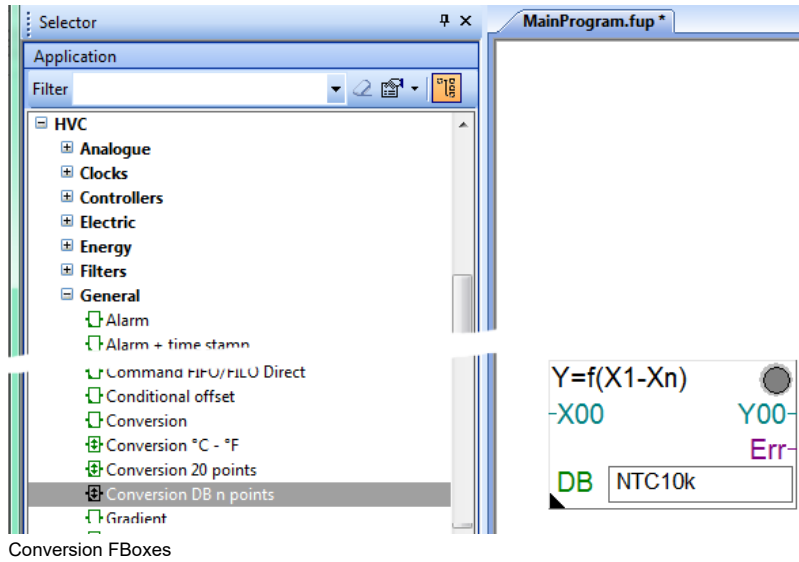 Selector
MainProgram.fup *
Application
Filter
HVC
Analogue
Clocks
Controllers
Electric
Energy
Filters
General
Alarm
Alarm + time stamp
Command FIFO/FILO Direct
Conditional offset
Conversion
Conversion °C - °F
Conversion 20 points
Conversion DB n points
Gradient
Y=f(X1-Xn)
X00 Y00
Err
DB NTC10k
Conversion FBoxes